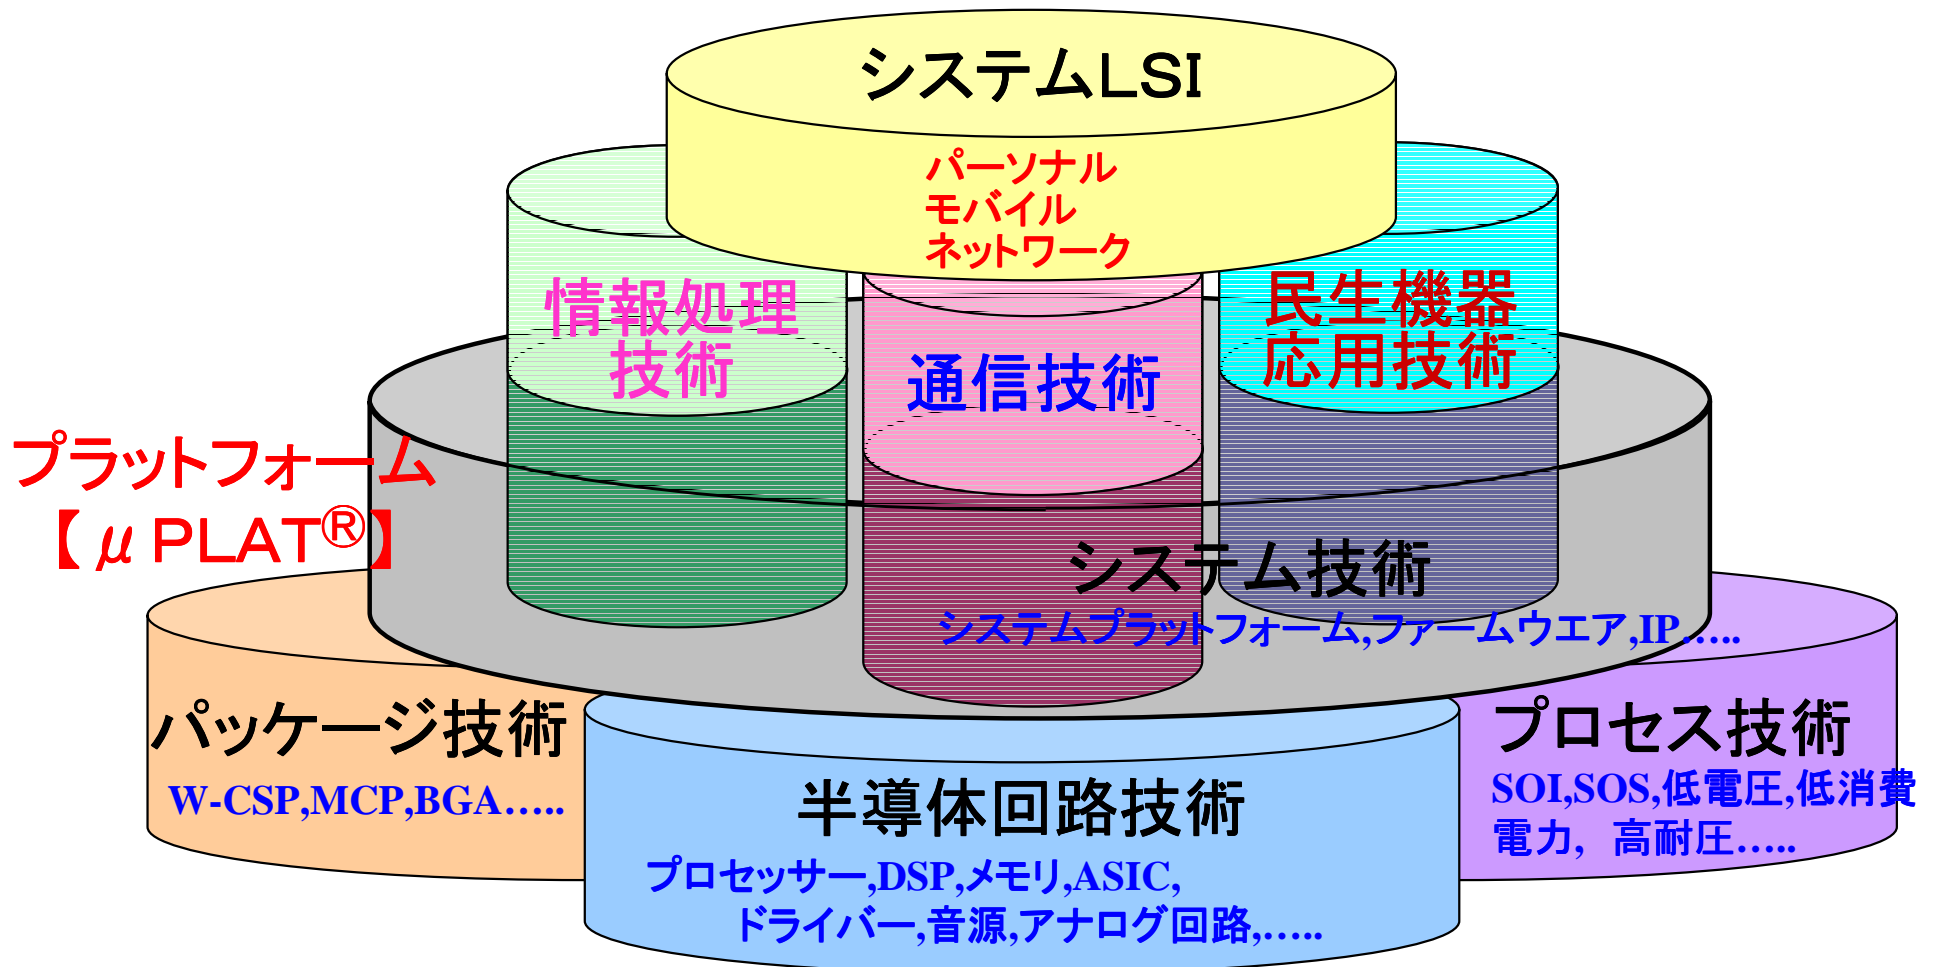 システムLSI
パーソナル
モバイル
ネットワーク
情報処理
技術
通信技術
民生機器
応用技術
プラットフォーム
【μPLAT®】
システム技術
システムプラットフォーム,ファームウエア,IP…..
パッケージ技術
W-CSP,MCP,BGA…..
半導体回路技術
プロセッサー,DSP,メモリ,ASIC,
ドライバー,音源,アナログ回路,…..
プロセス技術
SOI,SOS,低電圧,低消費
電力, 高耐圧…..